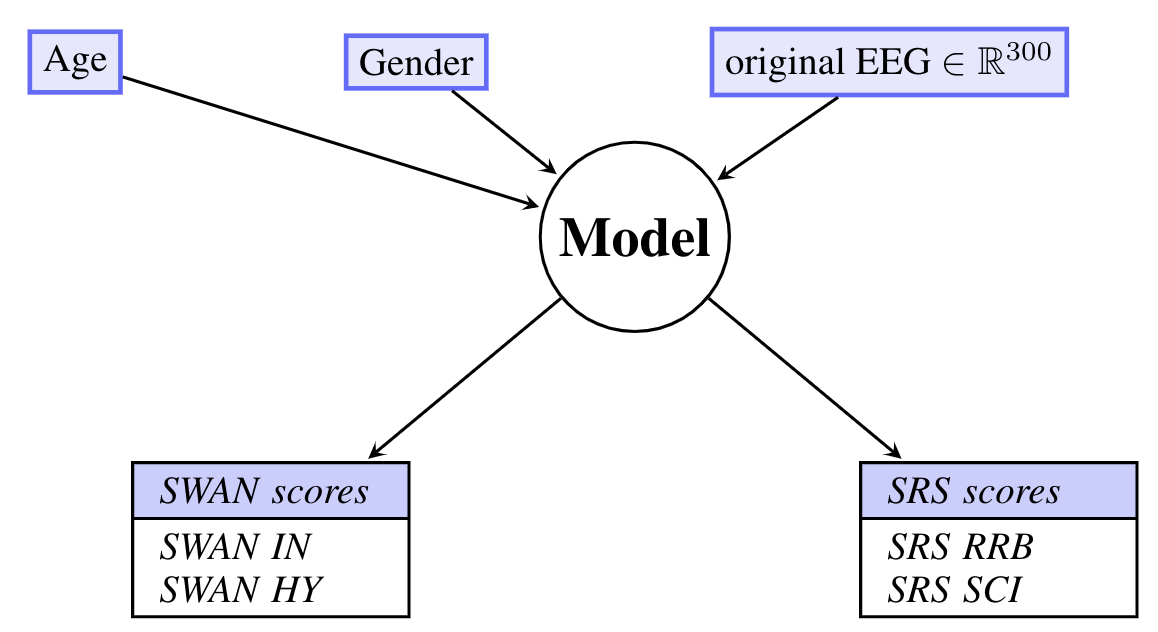 Age
Gender
original EEG ∈ ℝ³⁰⁰
Model
SWAN scores
SWAN IN
SWAN HY
SRS scores
SRS RRB
SRS SCI